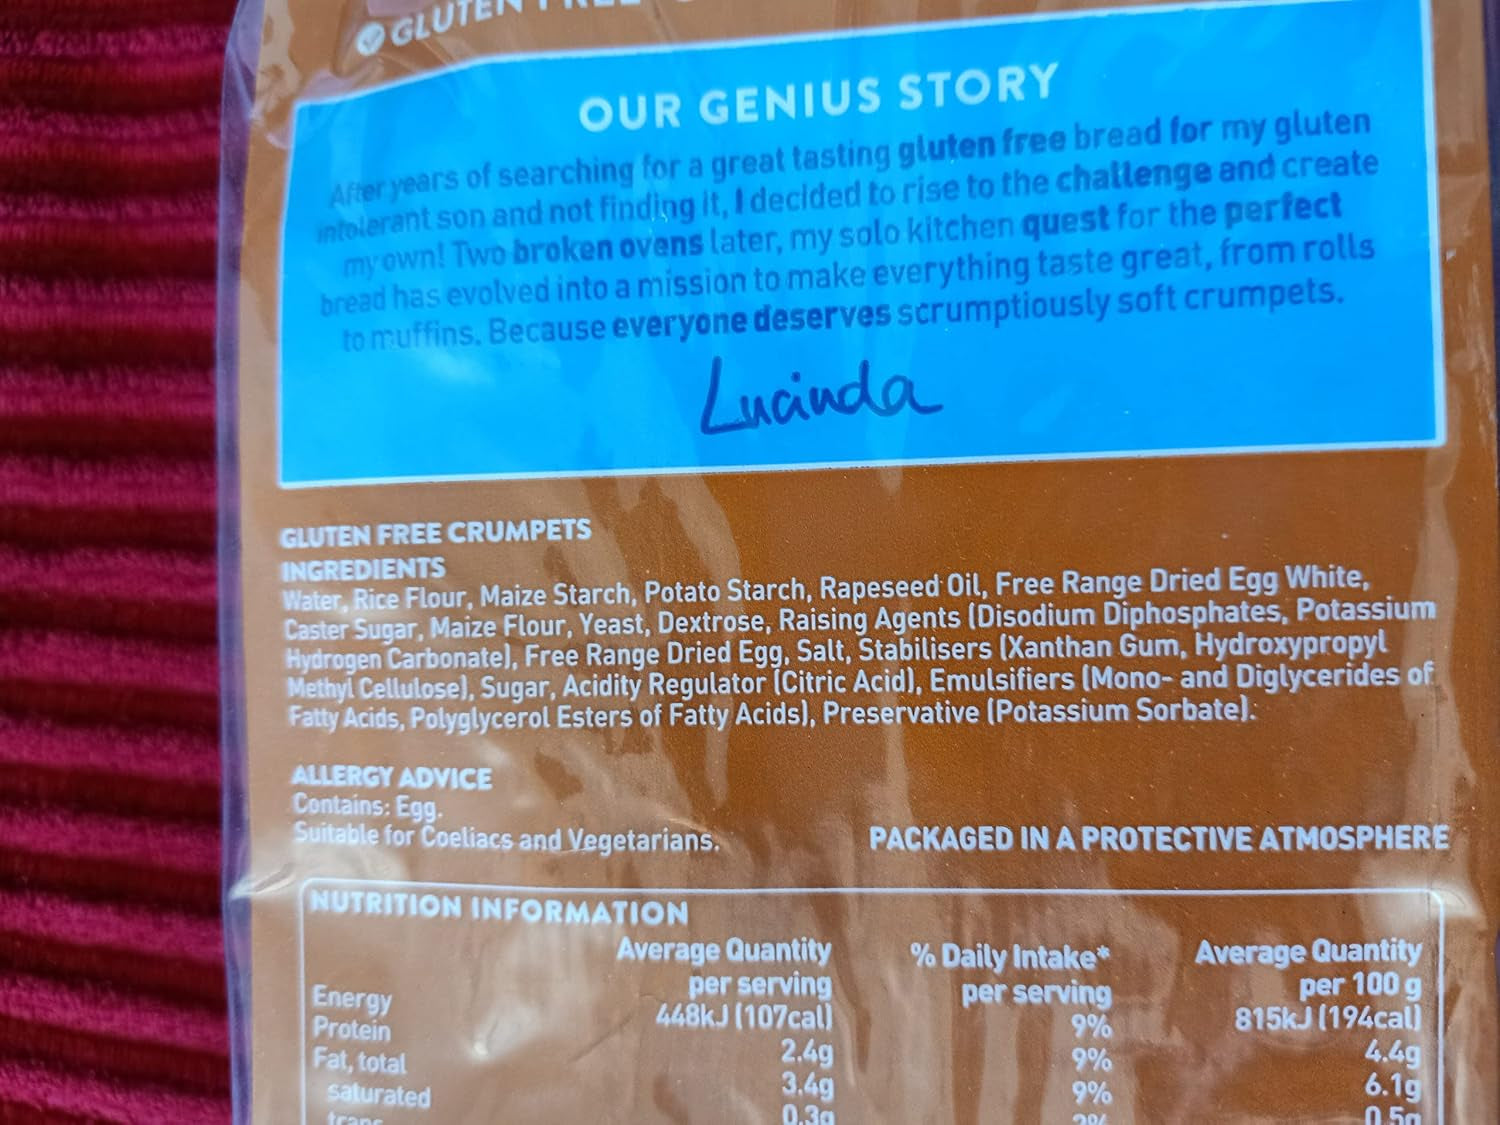 GLUTEN FREE
OUR GENIUS STORY
After years of searching for a great tasting gluten free bread for my gluten
intolerant son and not finding it, I decided to rise to the challenge and create
my own! Two broken ovens later, my solo kitchen quest for the perfect
bread has evolved into a mission to make everything taste great, from rolls
to muffins. Because everyone deserves scrumptiously soft crumpets.
Lucinda
GLUTEN FREE CRUMPETS
INGREDIENTS
Water, Rice Flour, Maize Starch, Potato Starch, Rapeseed Oil, Free Range Dried Egg White,
Caster Sugar, Maize Flour, Yeast, Dextrose, Raising Agents (Disodium Diphosphates, Potassium
Hydrogen Carbonate), Free Range Dried Egg, Salt, Stabilisers (Xanthan Gum, Hydroxypropyl
Methyl Cellulose), Sugar, Acidity Regulator (Citric Acid), Emulsifiers (Mono- and Diglycerides of
Fatty Acids, Polyglycerol Esters of Fatty Acids), Preservative (Potassium Sorbate).
ALLERGY ADVICE
Contains: Egg.
Suitable for Coeliacs and Vegetarians.
PACKAGED IN A PROTECTIVE ATMOSPHERE
NUTRITION INFORMATION
Average Quantity % Daily Intake* Average Quantity
per serving per serving per 100 g
Energy 448kJ (107cal) 9% 815kJ (194cal)
Protein 2.4g 9% 4.4g
Fat, total 3.4g 9% 6.1g
saturated 0.3g 0.5g